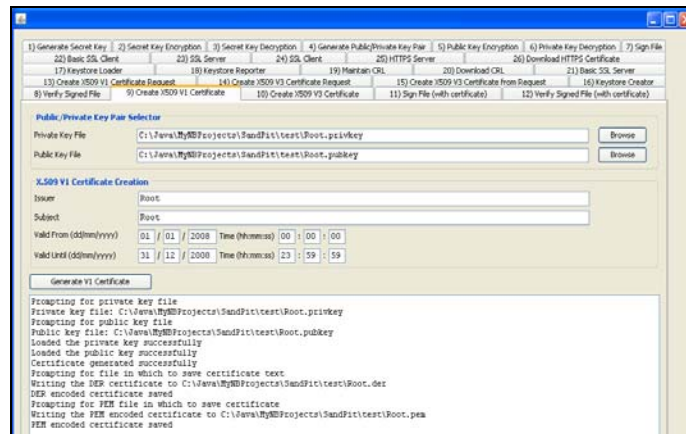 1) Generate Secret Key 2) Secret Key Encryption 3) Secret Key Decryption 4) Generate Public/Private Key Pair 5) Public Key Encryption 6) Private Key Decryption 7) Sign File
22) Basic SSL Client 23) SSL Server 24) SSL Client 25) HTTPS Server 26) Download HTTPS Certificate
17) Keystore Loader 18) Keystore Reporter 19) Maintain CRL 20) Download CRL 21) Basic SSL Server
13) Create X509 V1 Certificate Request 14) Create X509 V3 Certificate Request 15) Create X509 V3 Certificate from Request 16) Keystore Creator
8) Verify Signed File 9) Create X509 V1 Certificate 10) Create X509 V3 Certificate 11) Sign File (with certificate) 12) Verify Signed File (with certificate)
Public/Private Key Pair Selector
Private Key File C:\Java\MyNBProjects\SandPit\test\Root.privkey Browse
Public Key File C:\Java\MyNBProjects\SandPit\test\Root.pubkey Browse
X.509 V1 Certificate Creation
Issuer Root
Subject Root
Valid From (dd/mm/yyyy) 01 / 01 / 2008 Time (hh:mm:ss) 00 : 00 : 00
Valid Until (dd/mm/yyyy) 31 / 12 / 2008 Time (hh:mm:ss) 23 : 59 : 59
Generate V1 Certificate
Prompting for private key file
Private key file: C:\Java\MyNBProjects\SandPit\test\Root.privkey
Prompting for public key file
Public key file: C:\Java\MyNBProjects\SandPit\test\Root.pubkey
Loaded the private key successfully
Loaded the public key successfully
Certificate generated successfully
Prompting for file in which to save certificate text
Writing the DER certificate to C:\Java\MyNBProjects\SandPit\test\Root.der
DER encoded certificate saved
Prompting for PEM file in which to save certificate
Writing the PEM encoded certificate to C:\Java\MyNBProjects\SandPit\test\Root.pem
PEM encoded certificate saved